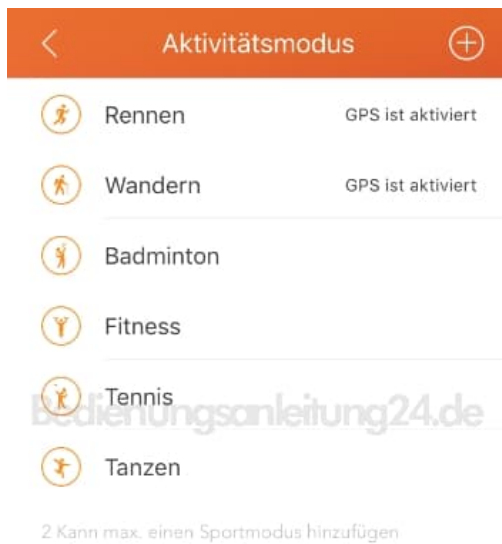 Aktivitätsmodus
Rennen GPS ist aktiviert
Wandern GPS ist aktiviert
Badminton
Fitness
Tennis
Bedienungsanleitung24.de
Tanzen
2 Kann max. einen Sportmodus hinzufügen